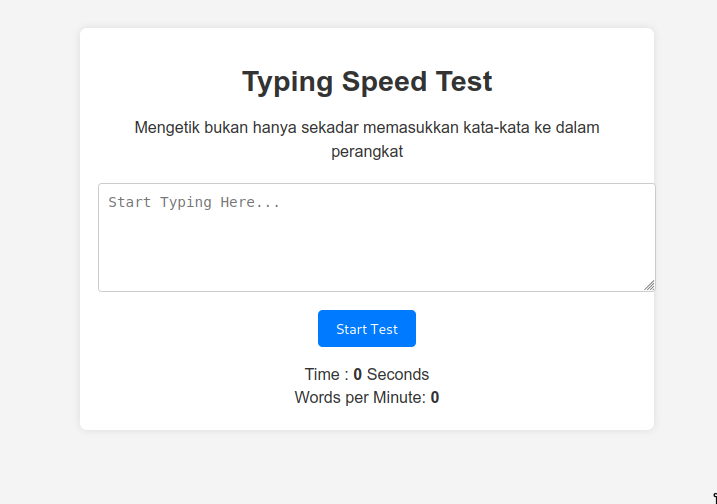 Typing Speed Test
Mengetik bukan hanya sekadar memasukkan kata-kata ke dalam
perangkat
Start Typing Here...
Start Test
Time : 0 Seconds
Words per Minute: 0